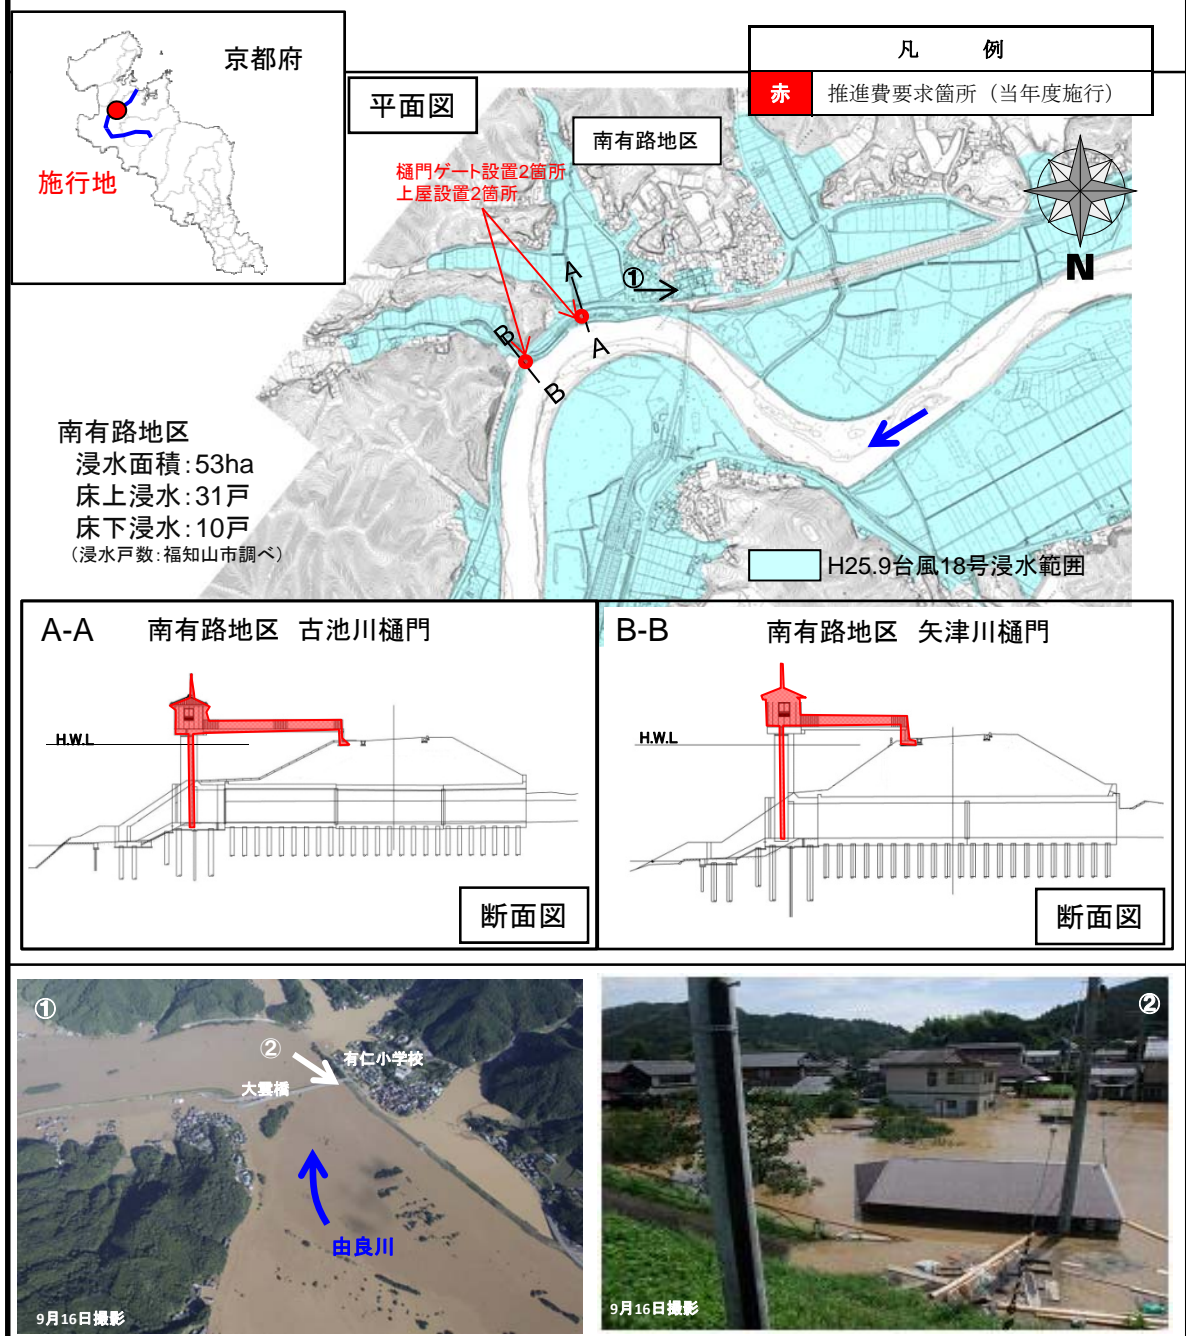 京都府
施行地
凡　例
赤 推進費要求箇所（当年度施行）
平面図
南有路地区
樋門ゲート設置2箇所
上屋設置2箇所
A
①
A
B
B
N
南有路地区
浸水面積：53ha
床上浸水：31戸
床下浸水：10戸
（浸水戸数：福知山市調べ）
H25.9台風18号浸水範囲
A-A 南有路地区 古池川樋門
H.W.L
断面図
B-B 南有路地区 矢津川樋門
H.W.L
断面図
①
②
有仁小学校
大雲橋
由良川
9月16日撮影
②
9月16日撮影